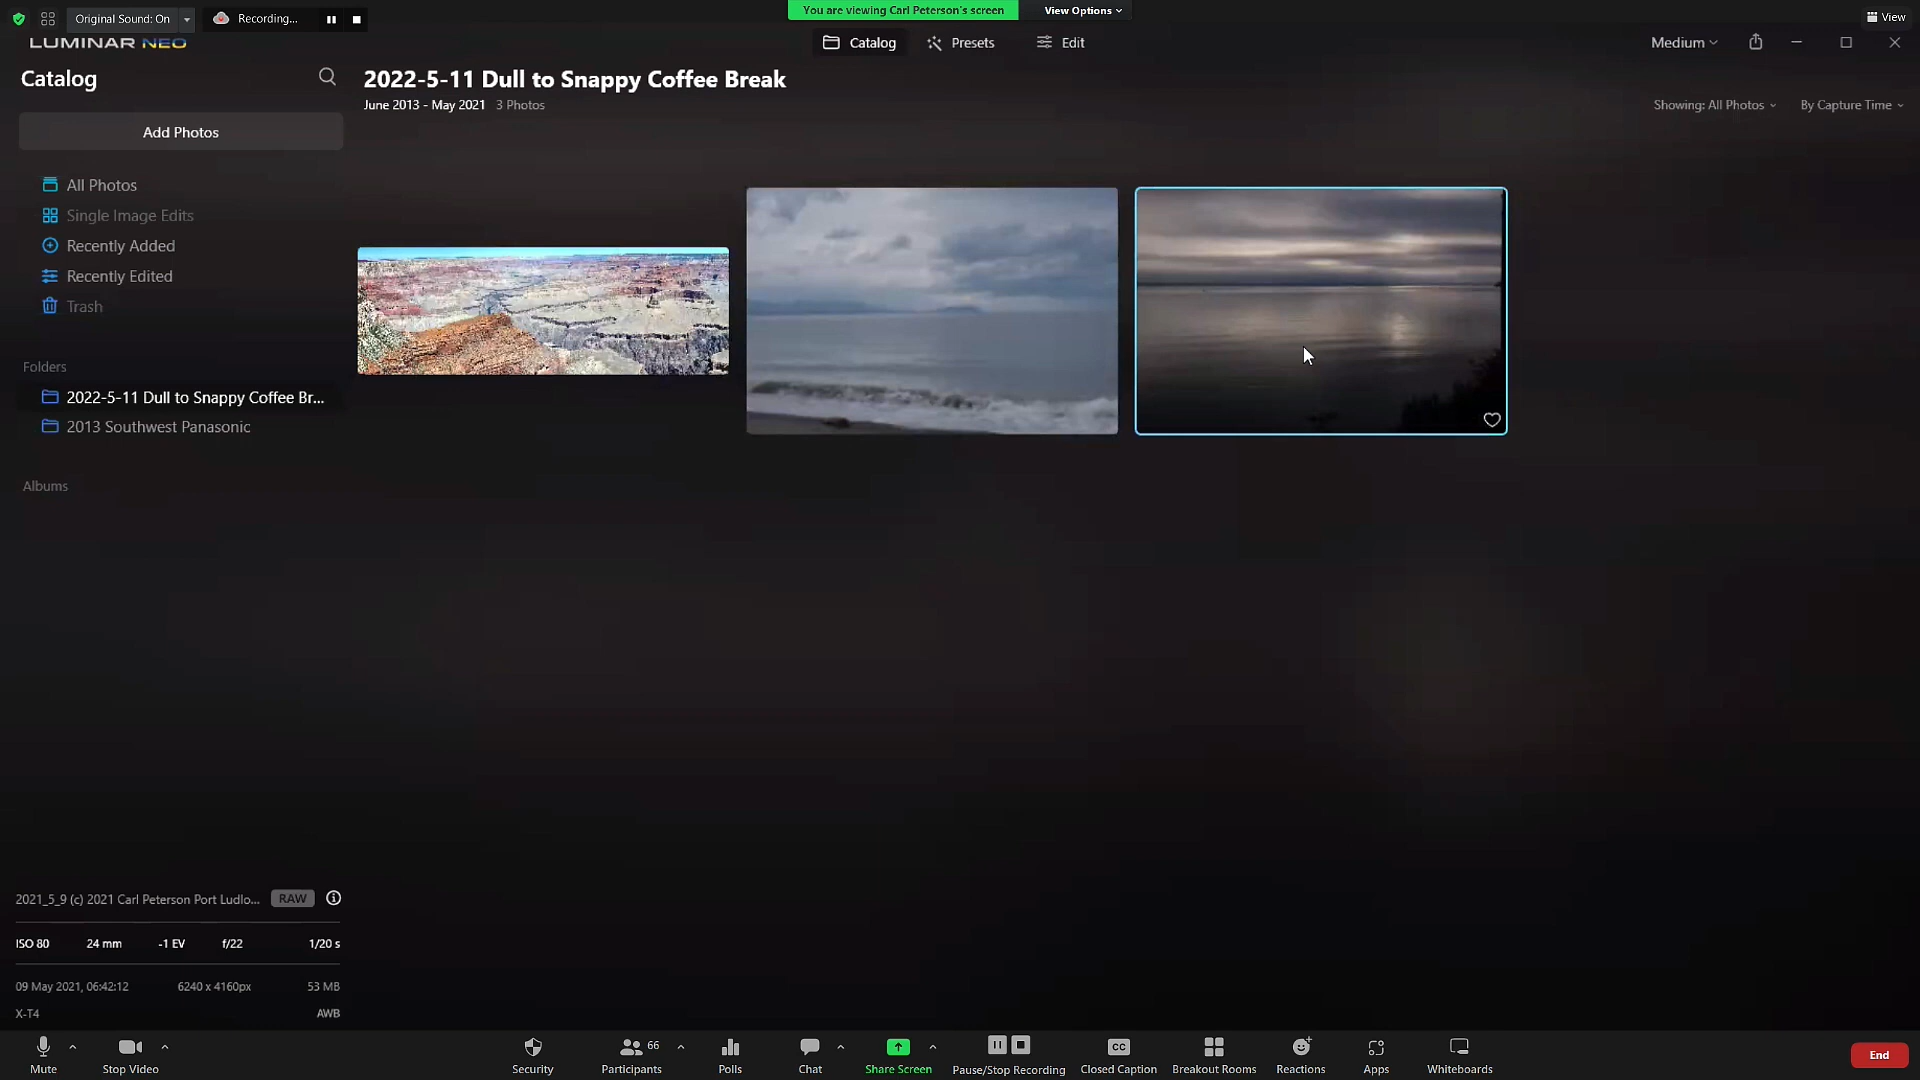 Original Sound: On
Recording...
You are viewing Carl Peterson's screen
View Options
View
LUMINAR NEO
Catalog
Presets
Edit
Medium
Catalog
2022-5-11 Dull to Snappy Coffee Break
June 2013 - May 2021 3 Photos
Showing: All Photos
By Capture Time
Add Photos
All Photos
Single Image Edits
Recently Added
Recently Edited
Trash
Folders
2022-5-11 Dull to Snappy Coffee Br...
2013 Southwest Panasonic
Albums
2021_5_9 (c) 2021 Carl Peterson Port Ludlo... RAW
ISO 80 24 mm -1 EV f/22 1/20 s
09 May 2021, 06:42:12 6240 x 4160px 53 MB
X-T4 AWB
66
CC
Mute
Stop Video
Security
Participants
Polls
Chat
Share Screen
Pause/Stop Recording
Closed Caption
Breakout Rooms
Reactions
Apps
Whiteboards
End